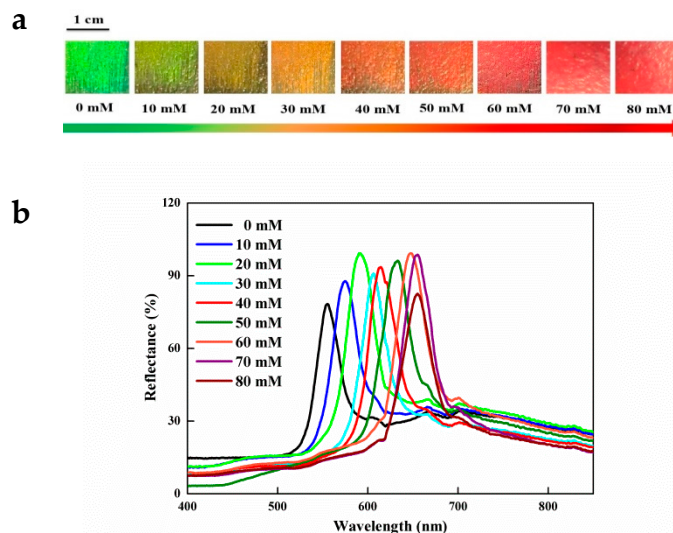 a
1 cm
0 mM 10 mM 20 mM 30 mM 40 mM 50 mM 60 mM 70 mM 80 mM
b
120
90
60
30
0
Reflectance (%)
0 mM
10 mM
20 mM
30 mM
40 mM
50 mM
60 mM
70 mM
80 mM
400 500 600 700 800
Wavelength (nm)